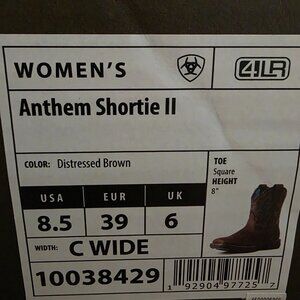 WOMEN'S
4LR
Anthem Shortie II
COLOR: Distressed Brown
TOE
Square
HEIGHT
8"
USA EUR UK
8.5 39 6
WIDTH: C WIDE
10038429
1 92904 97725 7